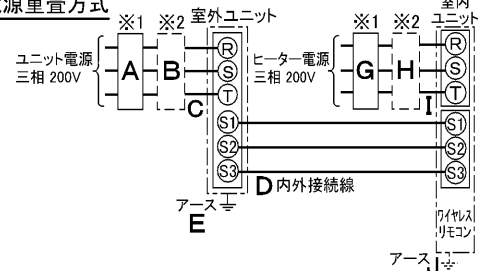 電源重畳方式
※1 ※2 室外ユニット
ユニット電源
三相 200V
A B C
R
S
T
S1
S2
S3
アース
E
D 内外接続線
※1 ※2 室内
ユニット
ヒーター電源
三相 200V
G H I
R
S
T
S1
S2
S3
ワイヤレス
リモコン
アース J